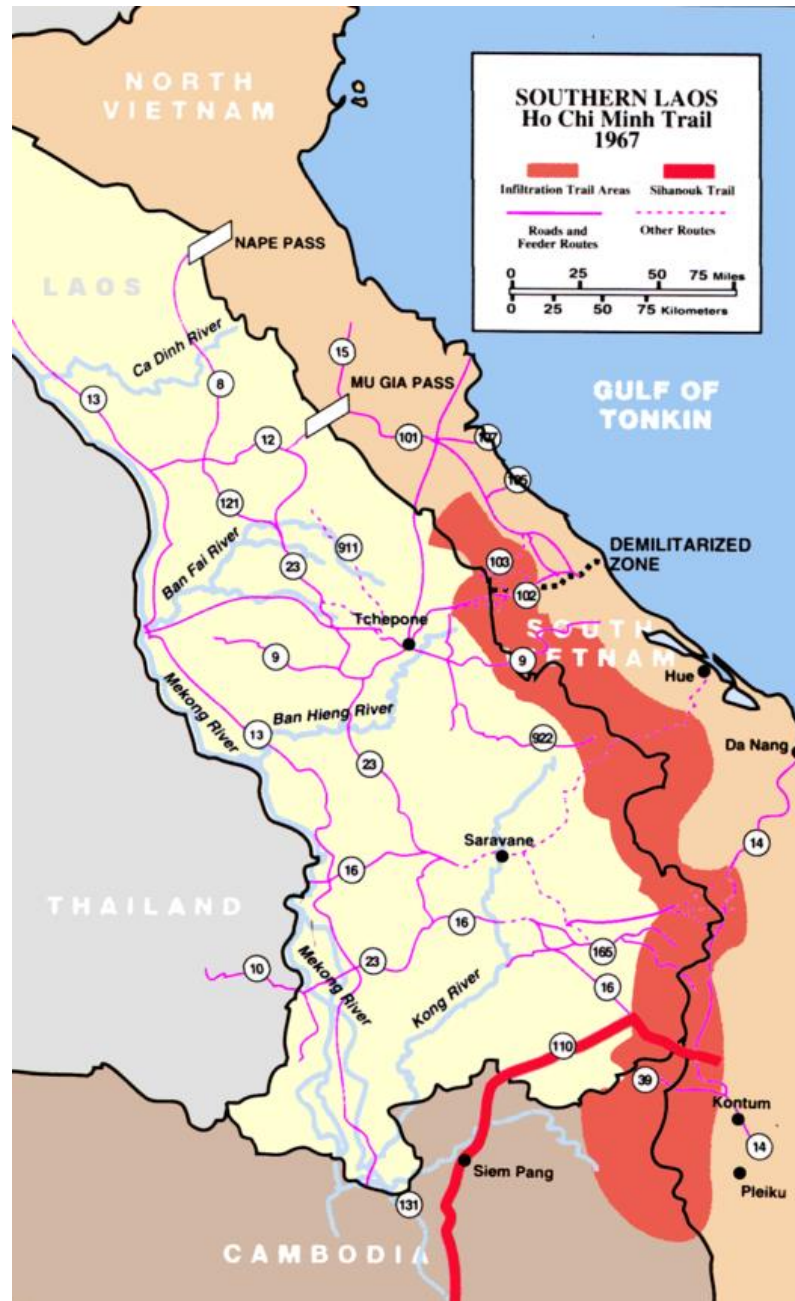 NORTH
VIETNAM
SOUTHERN LAOS
Ho Chi Minh Trail
1967
Infiltration Trail Areas
Sihanouk Trail
Roads and
Feeder Routes
Other Routes
0 25 50 75 Miles
0 25 50 75 Kilometers
NAPE PASS
LAOS
Ca Dinh River
15
MU GIA PASS
GULF OF
TONKIN
13
8
12
101
107
105
121
911
Ban Fai River
23
103
DEMILITARIZED
ZONE
102
Tchepone
SOUTH
VIETNAM
9
9
Hue
Mekong River
Ban Hieng River
13
922
Da Nang
23
14
Saravane
16
THAILAND
16
10
23
165
Mekong River
Kong River
16
110
39
Kontum
14
Siem Pang
Pleiku
131
CAMBODIA